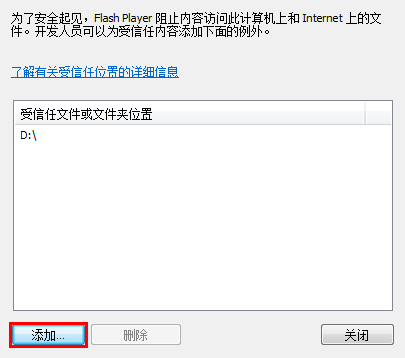 为了安全起见，Flash Player 阻止内容访问此计算机上和 Internet 上的文
件。开发人员可以为受信任内容添加下面的例外。
了解有关受信任位置的详细信息
受信任文件或文件夹位置
D:\
添加...
删除
关闭